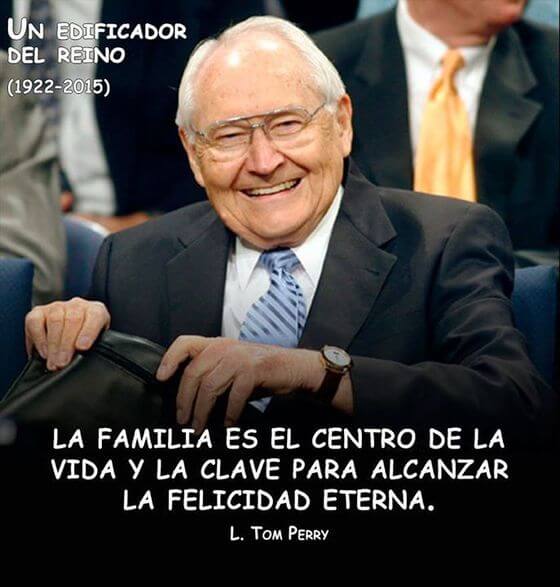 UN EDIFICADOR
DEL REINO
(1922-2015)
LA FAMILIA ES EL CENTRO DE LA
VIDA Y LA CLAVE PARA ALCANZAR
LA FELICIDAD ETERNA.
L. TOM PERRY